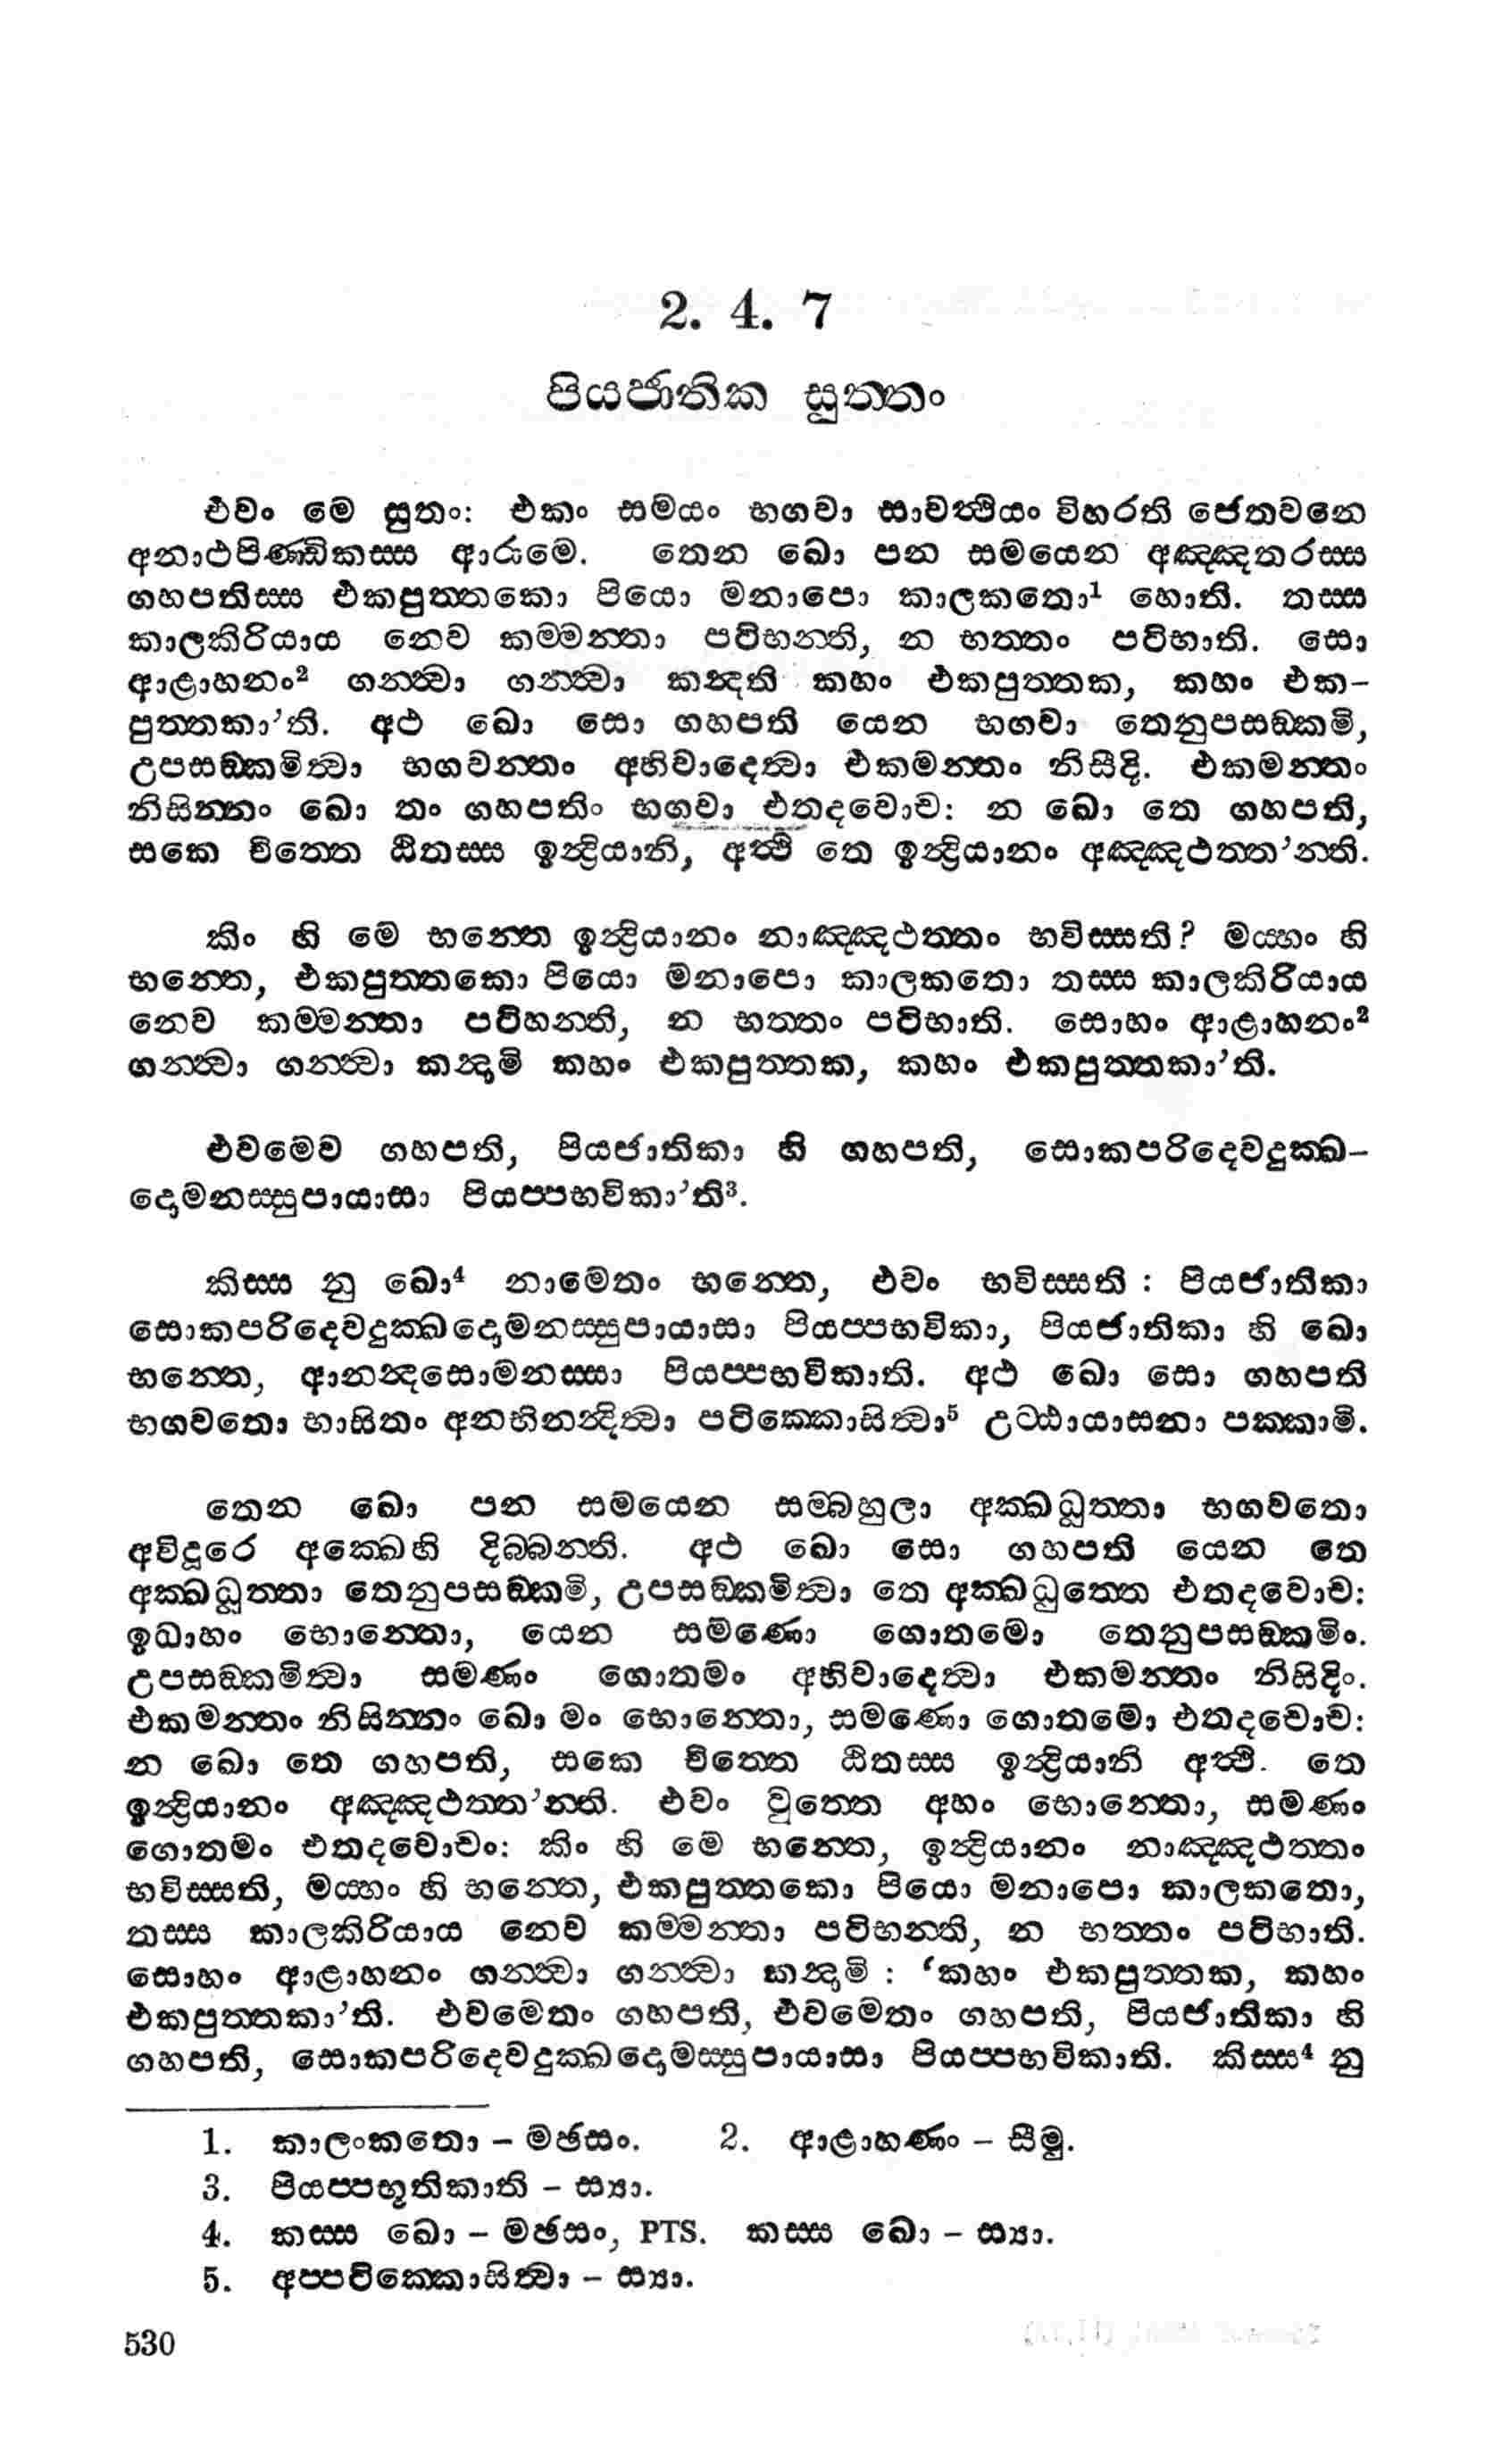 2. 4. 7
පියජාතික සුත්තං
එවං මෙ සුතං: එකං සමයං භගවා සාවත්ථියං විහරති ජෙතවනෙ
අනාථපිණ්ඩිකස්ස ආරාමෙ. තෙන ඛො පන සමයෙන අඤ්ඤතරස්ස
ගහපතිස්ස එකපුත්තකො පියො මනාපො කාලකතො¹ හොති. තස්ස
කාලකිරියාය නෙව කම්මන්තා පටිභන්ති, න භත්තං පටිභාති. සො
ආළාහනං² ගන්ත්වා ගන්ත්වා කන්දති කහං එකපුත්තක, කහං එක-
පුත්තකා’ති. අථ ඛො සො ගහපති යෙන භගවා තෙනුපසඞ්කමි,
උපසඞ්කමිත්වා භගවන්තං අභිවාදෙත්වා එකමන්තං නිසීදි. එකමන්තං
නිසින්නං ඛො තං ගහපතිං භගවා එතදවොච: න ඛො තෙ ගහපති,
සකෙ චිත්තෙ ඨිතස්ස ඉන්ද්‍රියානි, අත්ථි තෙ ඉන්ද්‍රියානං අඤ්ඤථත්ත’න්ති.
කිං හි මෙ භන්තෙ ඉන්ද්‍රියානං නාඤ්ඤථත්තං භවිස්සති? මය්හං හි
භන්තෙ, එකපුත්තකො පියො මනාපො කාලකතො තස්ස කාලකිරියාය
නෙව කම්මන්තා පටිහන්ති, න භත්තං පටිභාති. සොහං ආළාහනං²
ගන්ත්වා ගන්ත්වා කන්දාමි කහං එකපුත්තක, කහං එකපුත්තකා’ති.
එවමෙව ගහපති, පියජාතිකා හි ගහපති, සොකපරිදෙවදුක්ඛ-
දොමනස්සුපායාසා පියප්පභවිකා’ති³.
කිස්ස නු ඛො⁴ නාමෙතං භන්තෙ, එවං භවිස්සති : පියජාතිකා
සොකපරිදෙවදුක්ඛදොමනස්සුපායාසා පියප්පභවිකා, පියජාතිකා හි ඛො
භන්තෙ, ආනන්දසොමනස්සා පියප්පභවිකාති. අථ ඛො සො ගහපති
භගවතො භාසිතං අනභිනන්දිත්වා පටික්කොසිත්වා⁵ උට්ඨායාසනා පක්කාමි.
තෙන ඛො පන සමයෙන සම්බහුලා අක්ඛධුත්තා භගවතො
අවිදූරෙ අක්ඛෙහි දිබ්බන්ති. අථ ඛො සො ගහපති යෙන තෙ
අක්ඛධුත්තා තෙනුපසඞ්කමි, උපසඞ්කමිත්වා තෙ අක්ඛධුත්තෙ එතදවොච:
ඉධාහං භොන්තො, යෙන සමණො ගොතමො තෙනුපසඞ්කමිං.
උපසඞ්කමිත්වා සමණං ගොතමං අභිවාදෙත්වා එකමන්තං නිසීදිං.
එකමන්තං නිසින්නං ඛො මං භොන්තො, සමණො ගොතමො එතදවොච:
න ඛො තෙ ගහපති, සකෙ චිත්තෙ ඨිතස්ස ඉන්ද්‍රියානි අත්ථි. තෙ
ඉන්ද්‍රියානං අඤ්ඤථත්ත’න්ති. එවං වුත්තෙ අහං භොන්තො, සමණං
ගොතමං එතදවොචං: කිං හි මෙ භන්තෙ, ඉන්ද්‍රියානං නාඤ්ඤථත්තං
භවිස්සති, මය්හං හි භන්තෙ, එකපුත්තකො පියො මනාපො කාලකතො,
තස්ස කාලකිරියාය නෙව කම්මන්තා පටිභන්ති, න භත්තං පටිභාති.
සොහං ආළාහනං ගන්ත්වා ගන්ත්වා කන්දාමි : ‘කහං එකපුත්තක, කහං
එකපුත්තකා’ති. එවමෙතං ගහපති, එවමෙතං ගහපති, පියජාතිකා හි
ගහපති, සොකපරිදෙවදුක්ඛදොමස්සුපායාසා පියප්පභවිකාති. කිස්ස⁴ නු
1. කාලංකතො – මඡසං. 2. ආළාහණං – සීමු.
3. පියප්පභූතිකාති – ස්‍යා.
4. කස්ස ඛො – මඡසං, PTS. කස්ස ඛො – ස්‍යා.
5. අප්පටික්කොසිත්වා – ස්‍යා.
530